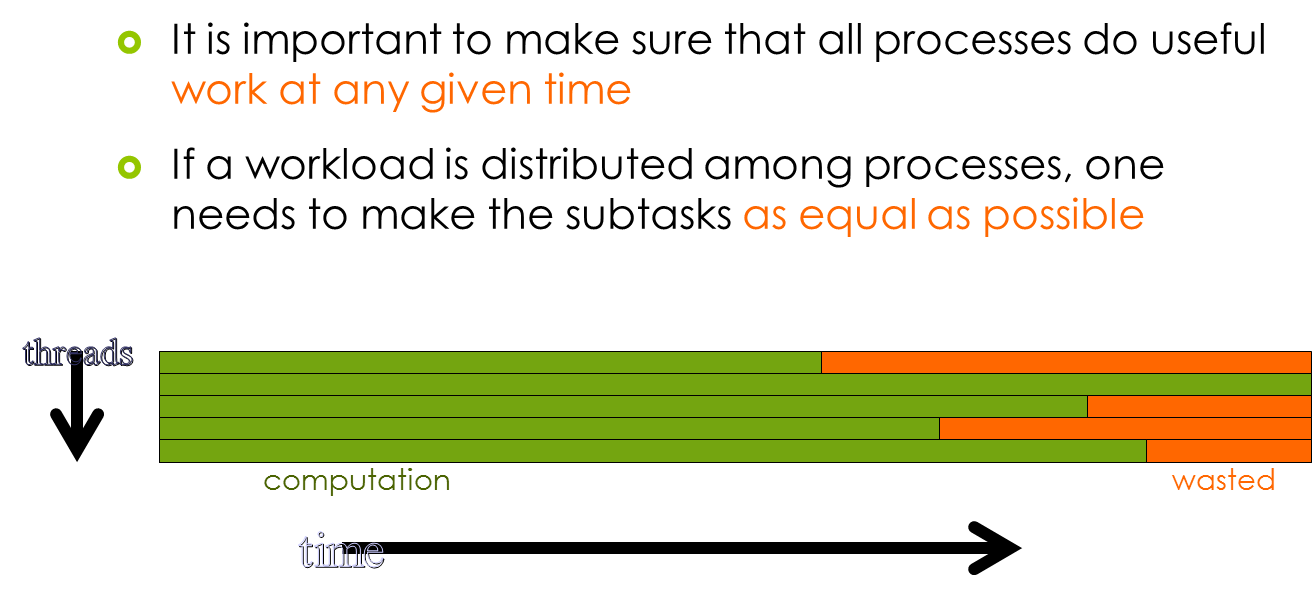 It is important to make sure that all processes do useful
work at any given time
If a workload is distributed among processes, one
needs to make the subtasks as equal as possible
threads
computation
wasted
time